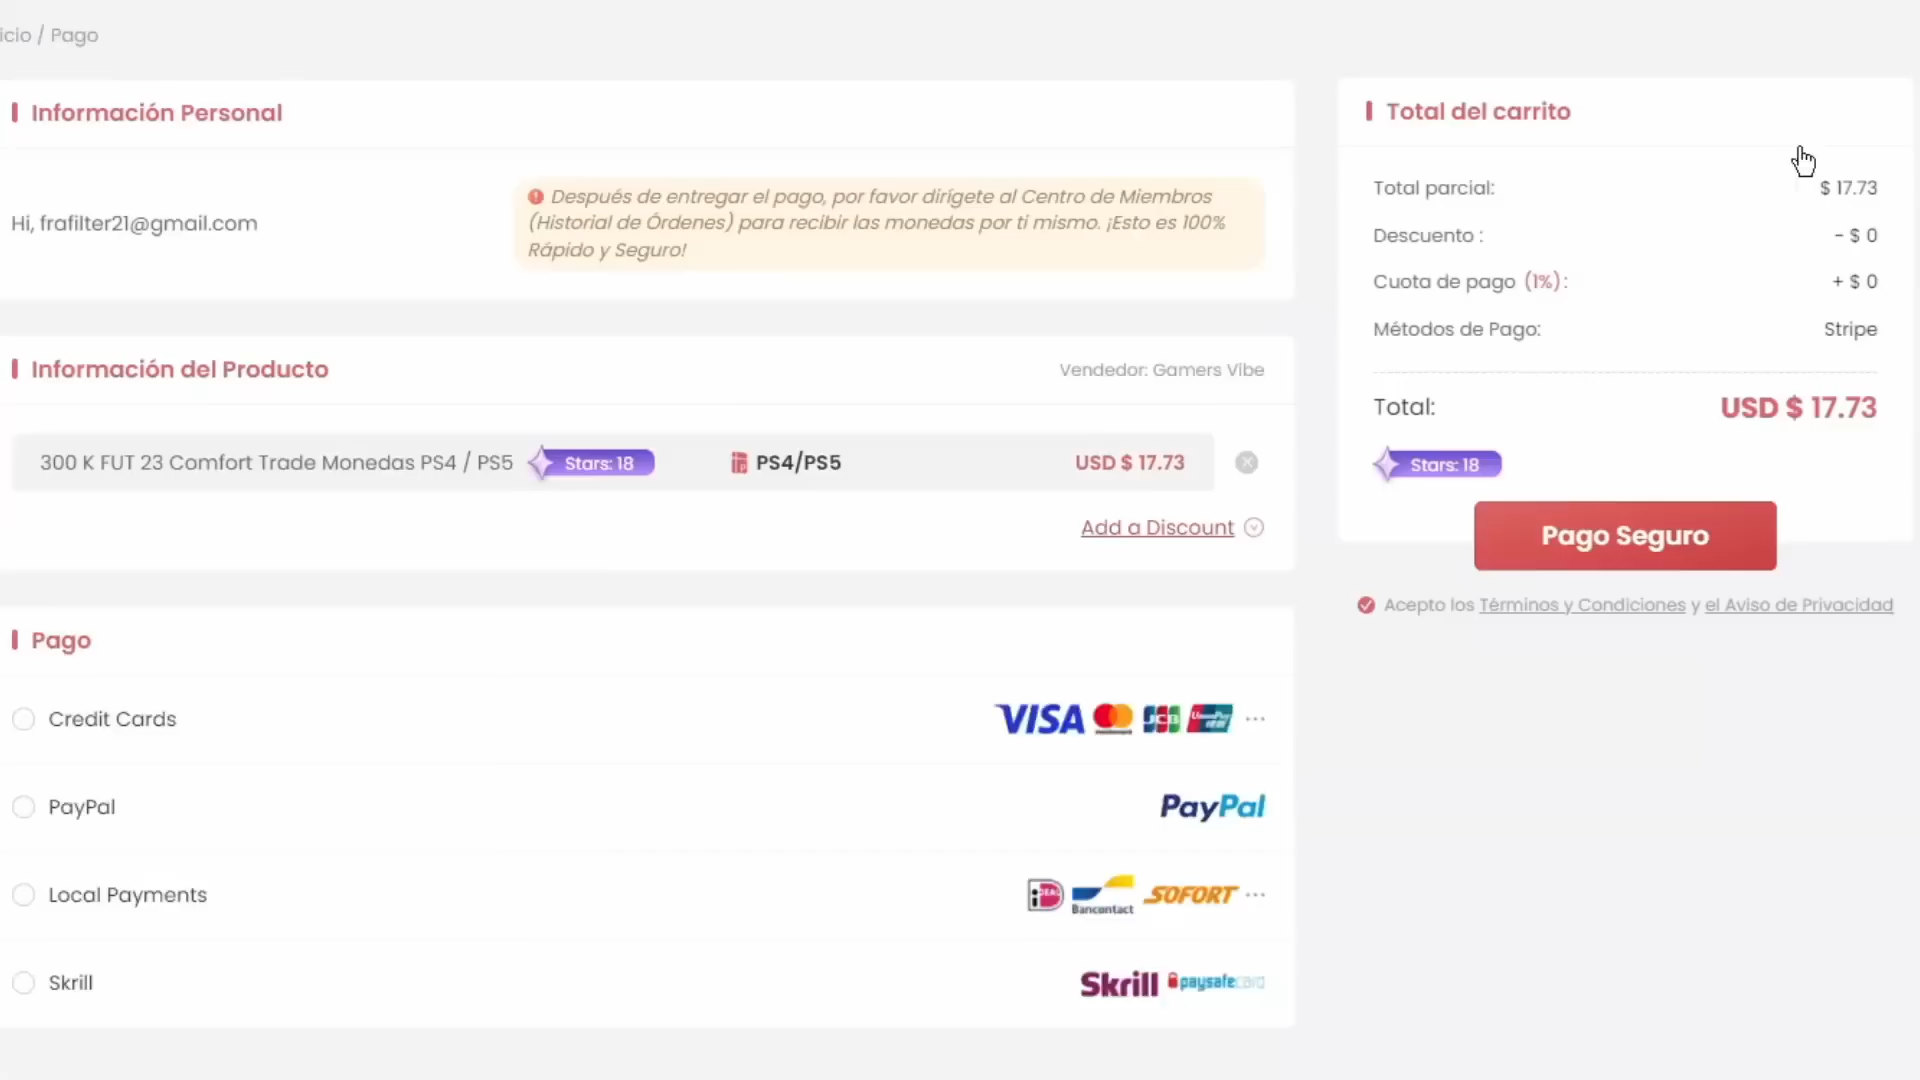 icio / Pago
Información Personal
Hi, frafilter21@gmail.com
Después de entregar el pago, por favor dirígete al Centro de Miembros
(Historial de Órdenes) para recibir las monedas por ti mismo. ¡Esto es 100%
Rápido y Seguro!
Información del Producto
Vendedor: Gamers Vibe
300 K FUT 23 Comfort Trade Monedas PS4 / PS5 Stars: 18 PS4/PS5 USD $ 17.73
Add a Discount
Pago
Credit Cards VISA mastercard JCB UnionPay ...
PayPal PayPal
Local Payments iDEAL Bancontact SOFORT ...
Skrill Skrill paysafecard
Total del carrito
Total parcial: $ 17.73
Descuento : - $ 0
Cuota de pago (1%): + $ 0
Métodos de Pago: Stripe
Total: USD $ 17.73
Stars: 18
Pago Seguro
Acepto los Términos y Condiciones y el Aviso de Privacidad